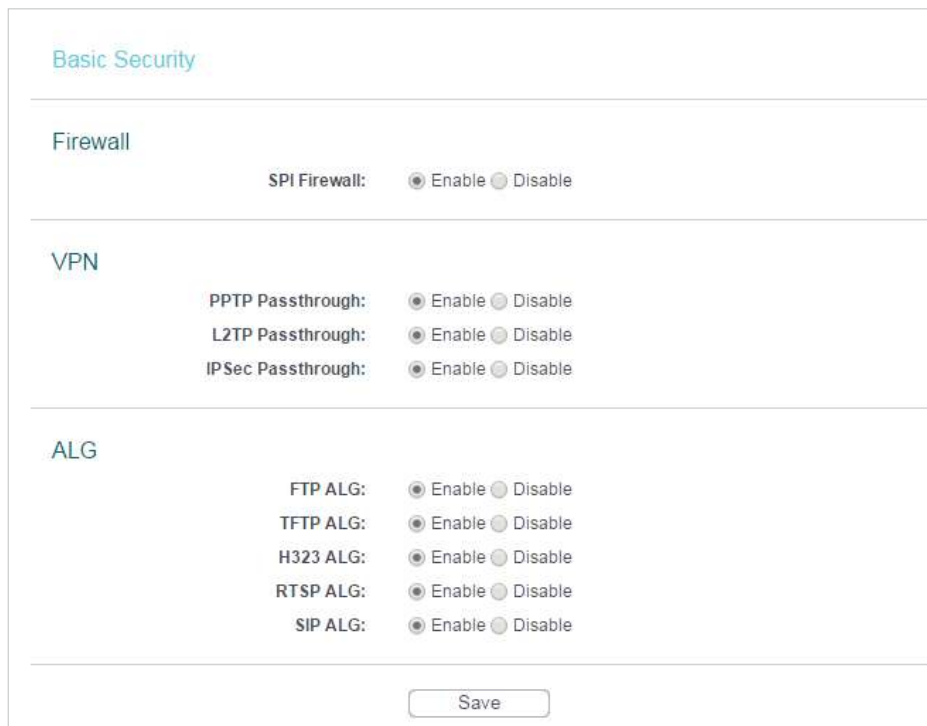 Basic Security
Firewall
SPI Firewall: Enable Disable
VPN
PPTP Passthrough: Enable Disable
L2TP Passthrough: Enable Disable
IPSec Passthrough: Enable Disable
ALG
FTP ALG: Enable Disable
TFTP ALG: Enable Disable
H323 ALG: Enable Disable
RTSP ALG: Enable Disable
SIP ALG: Enable Disable
Save